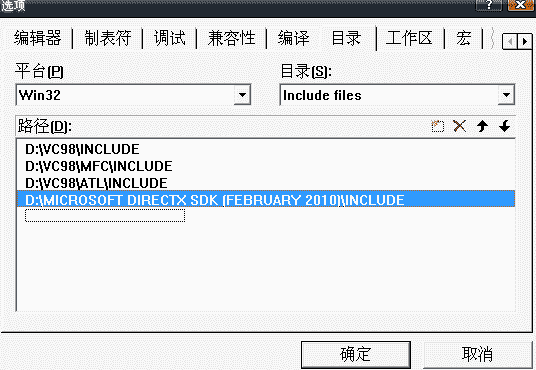 选项
编辑器 制表符 调试 兼容性 编译 目录 工作区 宏
平台(P) 目录(S):
Win32 Include files
路径(D):
D:\VC98\INCLUDE
D:\VC98\MFC\INCLUDE
D:\VC98\ATL\INCLUDE
D:\MICROSOFT DIRECTX SDK (FEBRUARY 2010)\INCLUDE
确定 取消